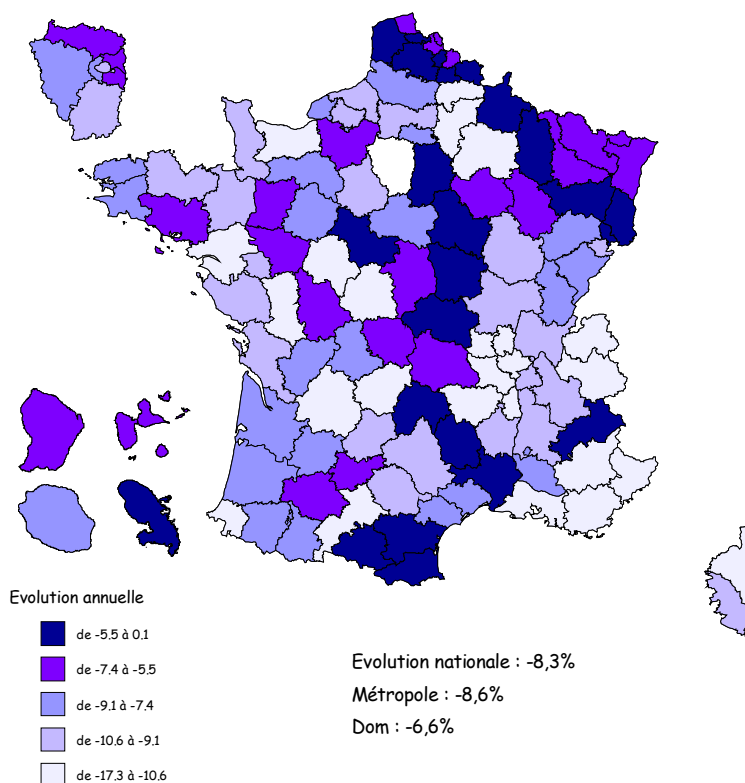 Evolution annuelle
de -5.5 à 0.1
de -7.4 à -5.5
de -9.1 à -7.4
de -10.6 à -9.1
de -17.3 à -10.6
Evolution nationale : -8,3%
Métropole : -8,6%
Dom : -6,6%